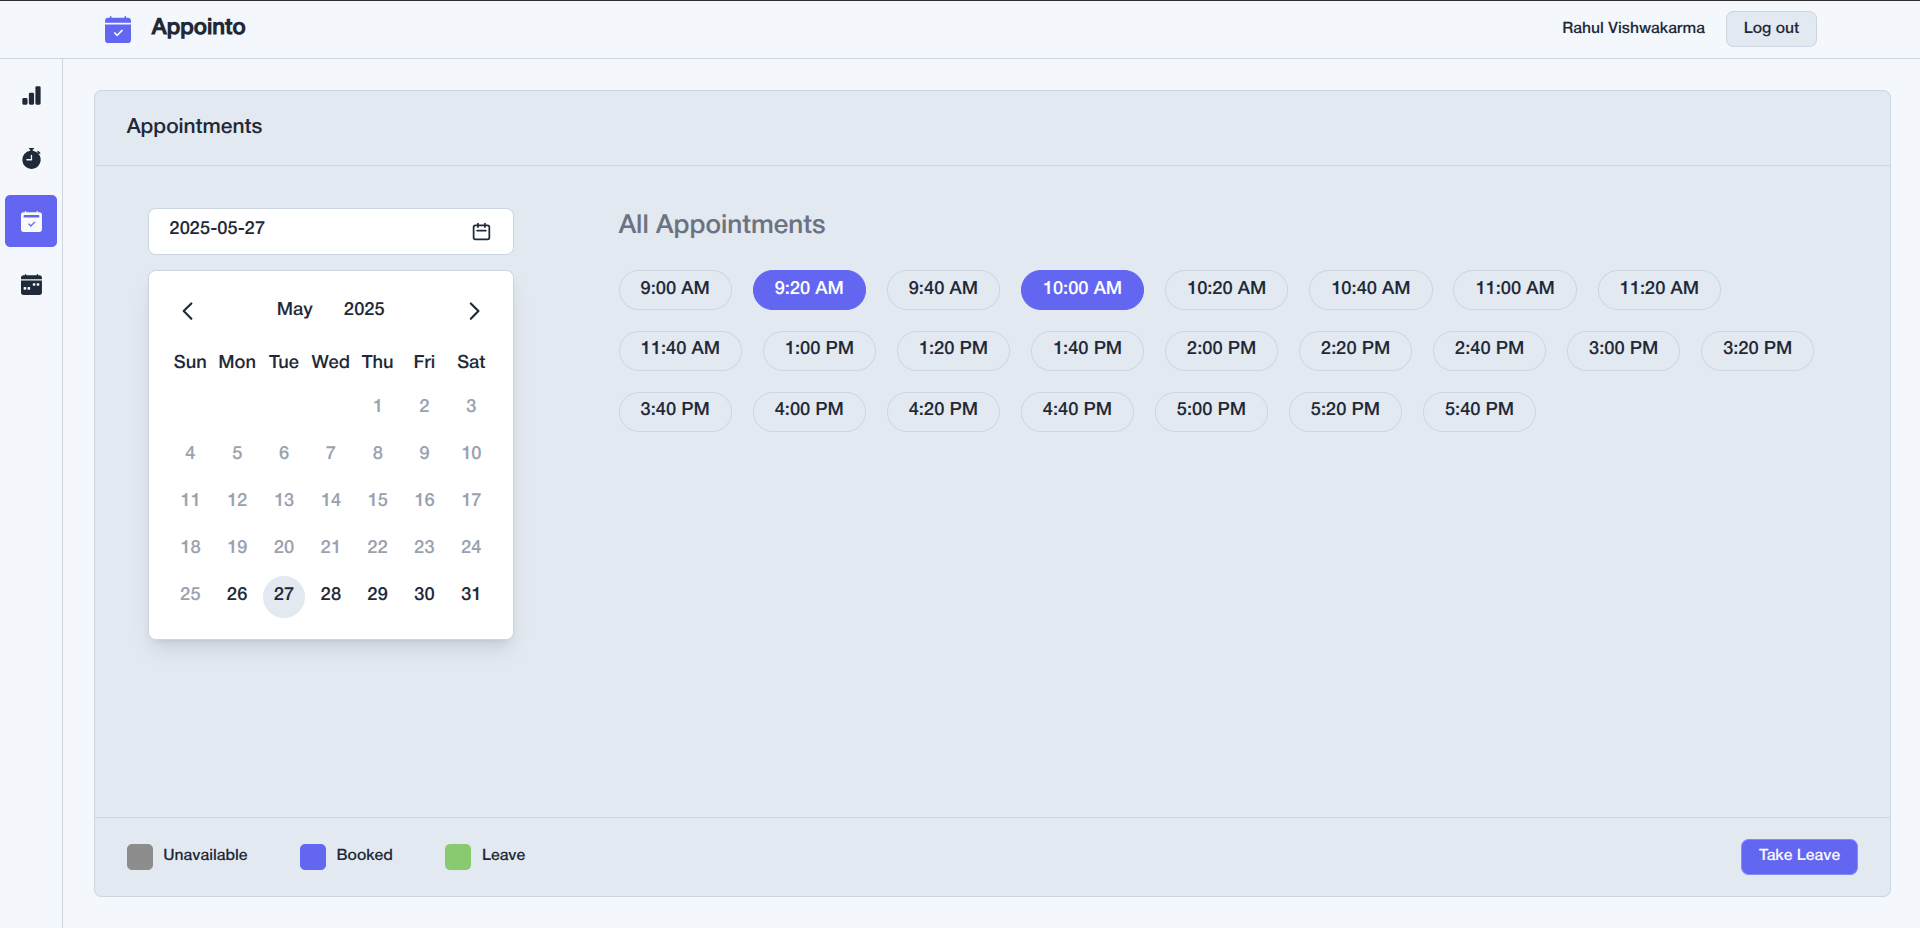 Appointo
Rahul Vishwakarma
Log out
Appointments
2025-05-27
May 2025
Sun Mon Tue Wed Thu Fri Sat
1 2 3
4 5 6 7 8 9 10
11 12 13 14 15 16 17
18 19 20 21 22 23 24
25 26 27 28 29 30 31
All Appointments
9:00 AM 9:20 AM 9:40 AM 10:00 AM 10:20 AM 10:40 AM 11:00 AM 11:20 AM
11:40 AM 1:00 PM 1:20 PM 1:40 PM 2:00 PM 2:20 PM 2:40 PM 3:00 PM 3:20 PM
3:40 PM 4:00 PM 4:20 PM 4:40 PM 5:00 PM 5:20 PM 5:40 PM
Unavailable Booked Leave
Take Leave